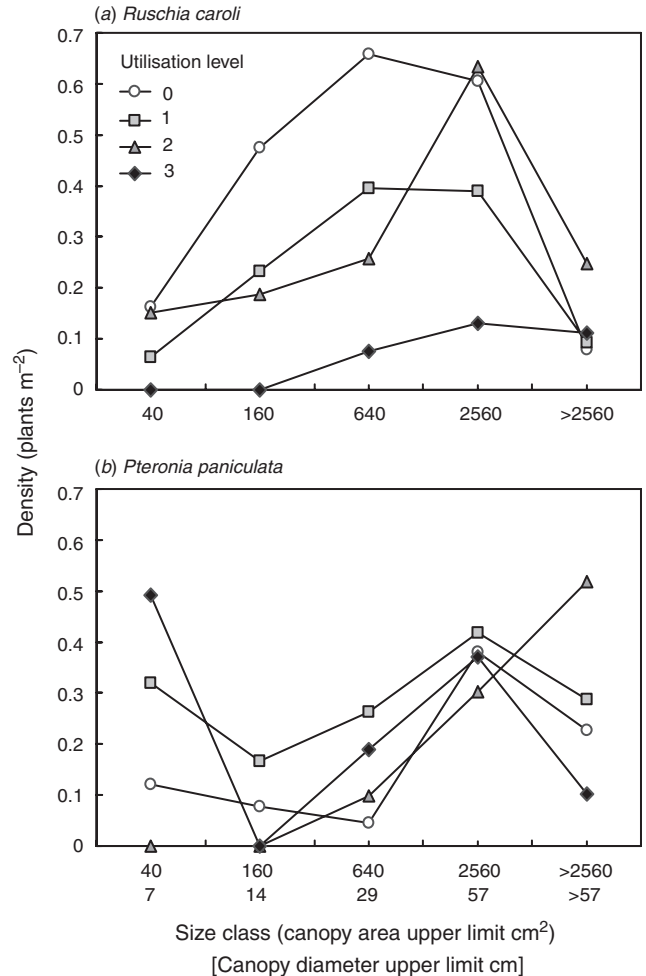 (a) Ruschia caroli
0.7
0.6
0.5
0.4
0.3
0.2
0.1
0
Utilisation level
0
1
2
3
40 160 640 2560 >2560
Density (plants m⁻²)
(b) Pteronia paniculata
0.7
0.6
0.5
0.4
0.3
0.2
0.1
0
40 160 640 2560 >2560
7 14 29 57 >57
Size class (canopy area upper limit cm²)
[Canopy diameter upper limit cm]